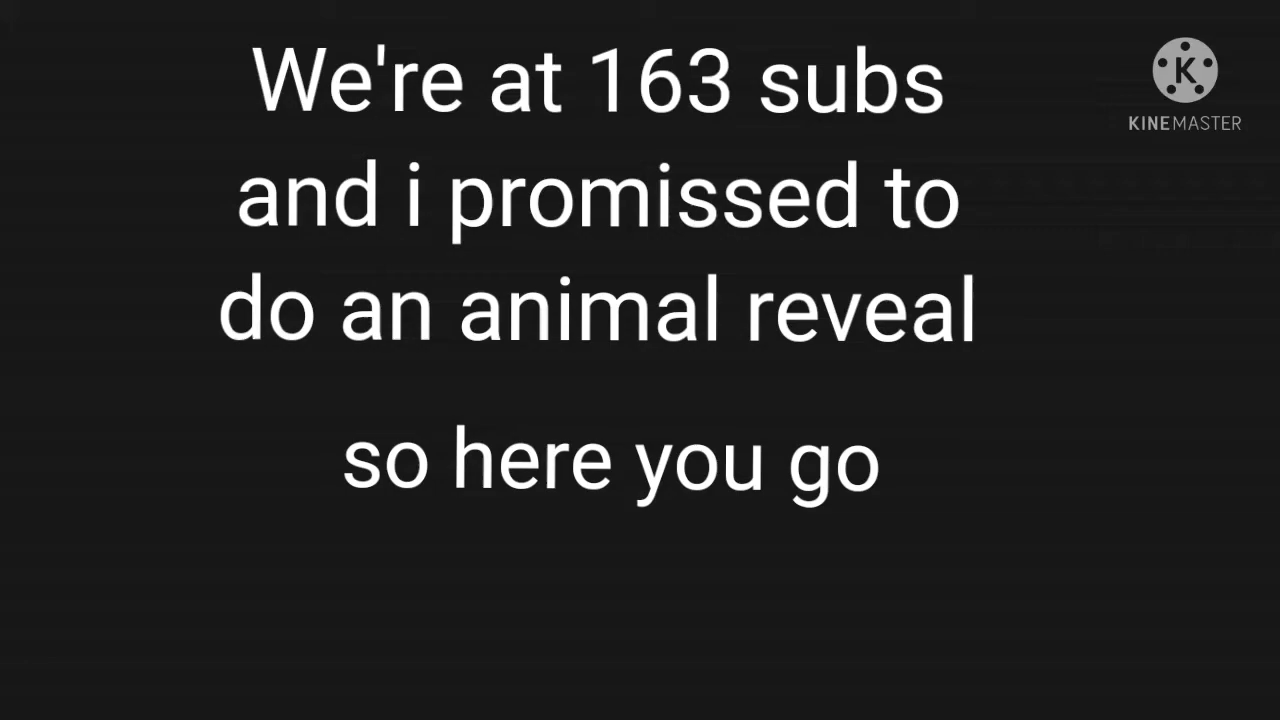 We're at 163 subs
and i promissed to
do an animal reveal
so here you go
K
KINEMASTER